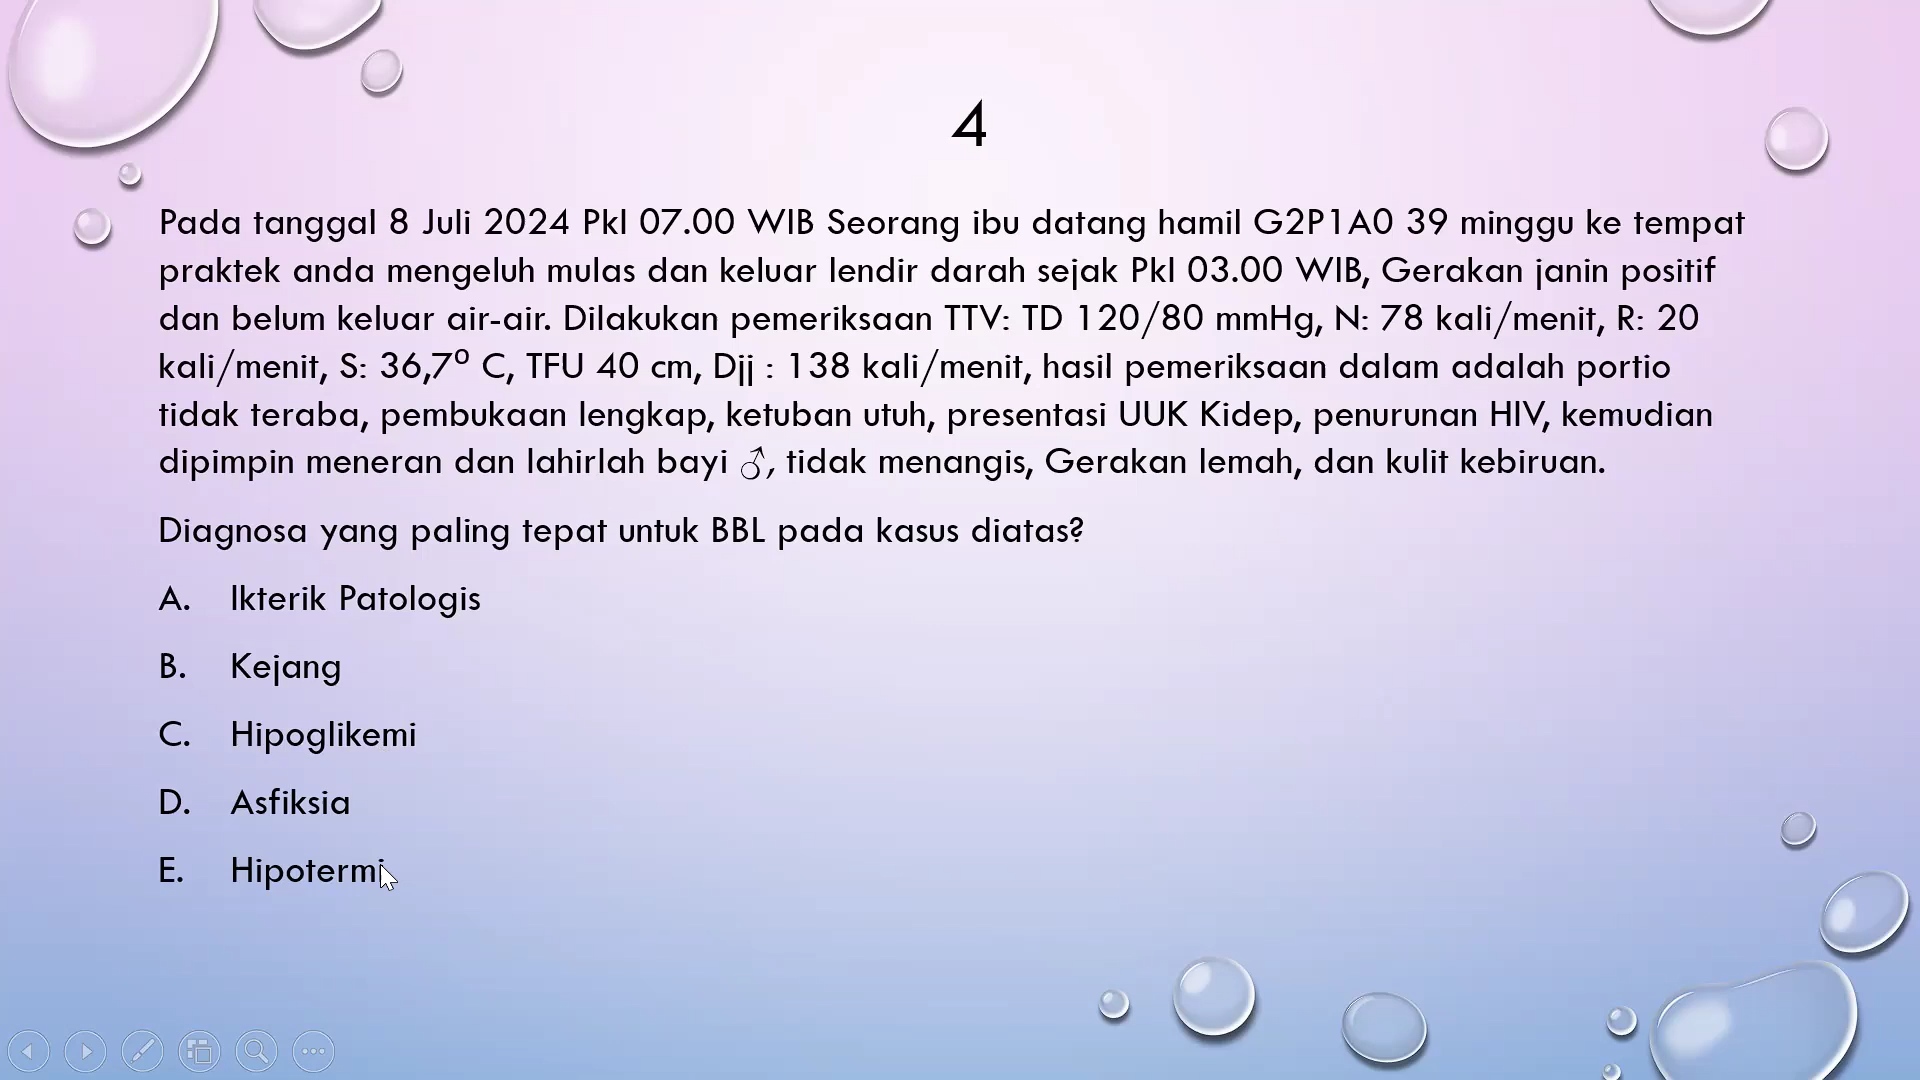 4
Pada tanggal 8 Juli 2024 Pkl 07.00 WIB Seorang ibu datang hamil G2P1A0 39 minggu ke tempat
praktek anda mengeluh mulas dan keluar lendir darah sejak Pkl 03.00 WIB, Gerakan janin positif
dan belum keluar air-air. Dilakukan pemeriksaan TTV: TD 120/80 mmHg, N: 78 kali/menit, R: 20
kali/menit, S: 36,7⁰ C, TFU 40 cm, Djj : 138 kali/menit, hasil pemeriksaan dalam adalah portio
tidak teraba, pembukaan lengkap, ketuban utuh, presentasi UUK Kidep, penurunan HIV, kemudian
dipimpin meneran dan lahirlah bayi ♂, tidak menangis, Gerakan lemah, dan kulit kebiruan.
Diagnosa yang paling tepat untuk BBL pada kasus diatas?
A. Ikterik Patologis
B. Kejang
C. Hipoglikemi
D. Asfiksia
E. Hipotermi